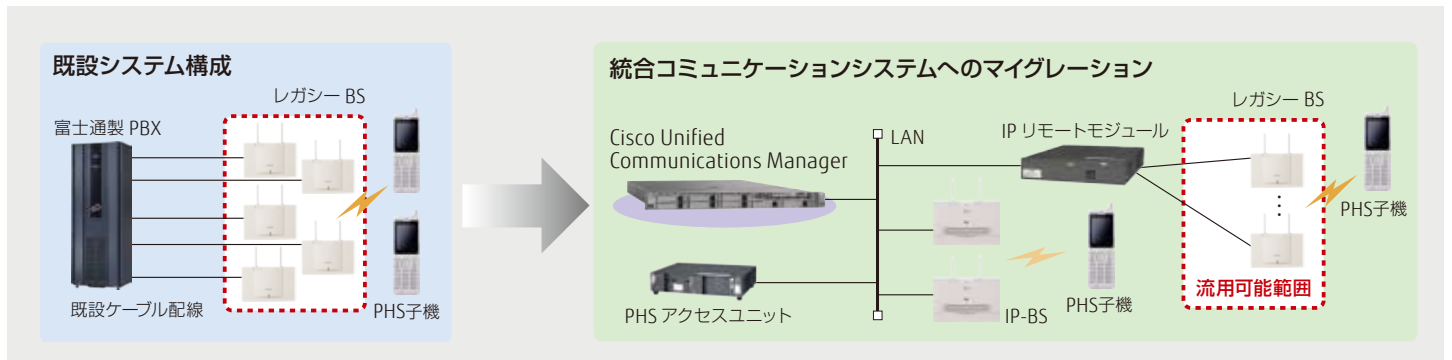 既設システム構成
レガシー BS
富士通製 PBX
既設ケーブル配線
PHS子機
統合コミュニケーションシステムへのマイグレーション
Cisco Unified
Communications Manager
LAN
IP リモートモジュール
レガシー BS
PHS子機
流用可能範囲
PHS アクセスユニット
IP-BS
PHS子機